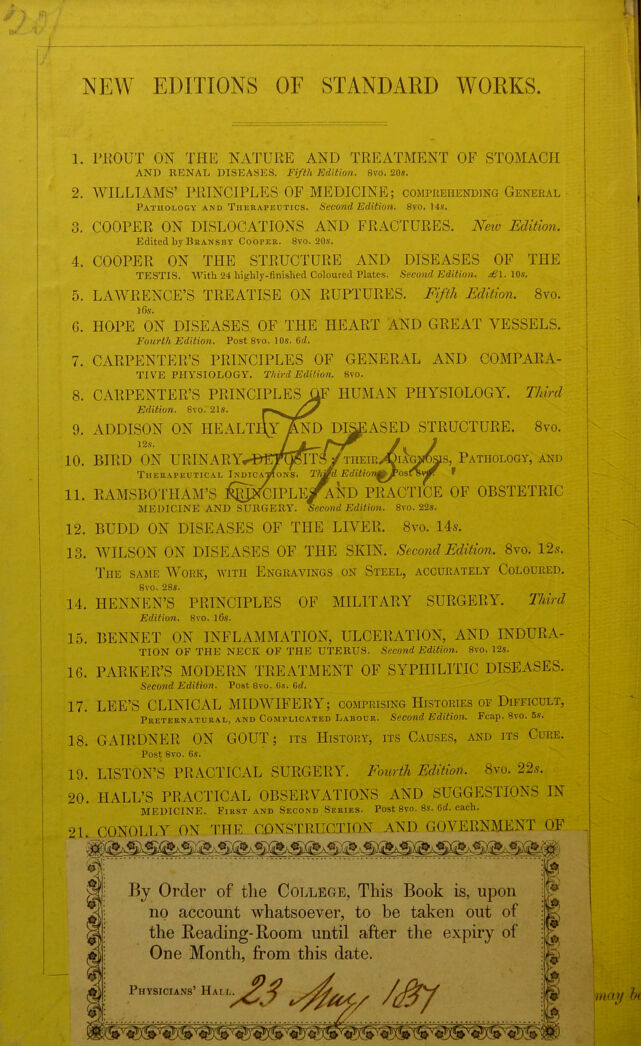 NEW EDITIONS OF STANDARD WORKS.
1. PROUT ON THE NATURE AND TREATMENT OF STOMACH
AND RENAL DISEASES. Fifth Edition. 8vo. 20s.
2. WILLIAMS' PRINCIPLES OF MEDICINE; COMPREHENDING GENERAL
PATHOLOGY AND THERAPEUTICS. Second Edition. 8vo. 14s.
3. COOPER ON DISLOCATIONS AND FRACTURES. New Edition.
Edited by BRANSBY COOPER. 8vo. 20s.
4. COOPER ON THE STRUCTURE AND DISEASES OF THE
TESTIS. With 24 highly-finished Coloured Plates. Second Edition. £1. 10s.
5. LAWRENCE'S TREATISE ON RUPTURES. Fifth Edition. 8vo.
16s.
6. HOPE ON DISEASES OF THE HEART AND GREAT VESSELS.
Fourth Edition. Post 8vo. 10s. 6d.
7. CARPENTER'S PRINCIPLES OF GENERAL AND COMPARA-
TIVE PHYSIOLOGY. Third Edition. 8vo.
8. CARPENTER'S PRINCIPLES OF HUMAN PHYSIOLOGY. Third
Edition. 8vo. 21s.
9. ADDISON ON HEALTHY AND DISEASED STRUCTURE. 8vo.
12s.
10. BIRD ON URINARY DEPOSITS; THEIR DIAGNOSIS, PATHOLOGY, AND
THERAPEUTICAL INDICATIONS. Third Edition. Post 8vo.
11. RAMSBOTHAM'S PRINCIPLES AND PRACTICE OF OBSTETRIC
MEDICINE AND SURGERY. Second Edition. 8vo. 22s.
12. BUDD ON DISEASES OF THE LIVER. 8vo. 14s.
13. WILSON ON DISEASES OF THE SKIN. Second Edition. 8vo. 12s.
THE SAME WORK, WITH ENGRAVINGS ON STEEL, ACCURATELY COLOURED.
8vo. 28s.
14. HENNEN'S PRINCIPLES OF MILITARY SURGERY. Third
Edition. 8vo. 16s.
15. BENNET ON INFLAMMATION, ULCERATION, AND INDURA-
TION OF THE NECK OF THE UTERUS. Second Edition. 8vo. 12s.
16. PARKER'S MODERN TREATMENT OF SYPHILITIC DISEASES.
Second Edition. Post 8vo. 6s. 6d.
17. LEE'S CLINICAL MIDWIFERY; COMPRISING HISTORIES OF DIFFICULT,
PRETERNATURAL, AND COMPLICATED LABOUR. Second Edition. Fcap. 8vo. 5s.
18. GAIRDNER ON GOUT; ITS HISTORY, ITS CAUSES, AND ITS CURE.
Post 8vo. 6s.
19. LISTON'S PRACTICAL SURGERY. Fourth Edition. 8vo. 22s.
20. HALL'S PRACTICAL OBSERVATIONS AND SUGGESTIONS IN
MEDICINE. FIRST AND SECOND SERIES. Post 8vo. 8s. 6d. each.
21. CONOLLY ON THE CONSTRUCTION AND GOVERNMENT OF
By Order of the COLLEGE, This Book is, upon
no account whatsoever, to be taken out of
the Reading-Room until after the expiry of
One Month, from this date.
PHYSICIANS' HALL. 23 May 1851
may